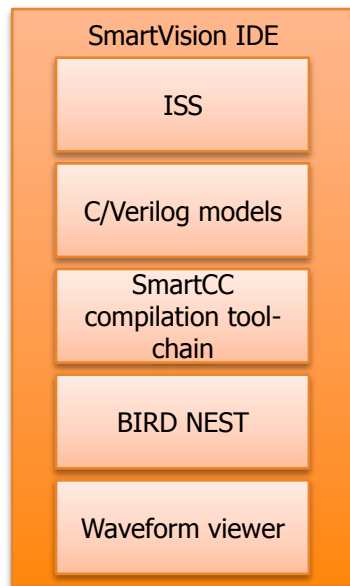 SmartVision IDE
ISS
C/Verilog models
SmartCC
compilation tool-
chain
BIRD NEST
Waveform viewer